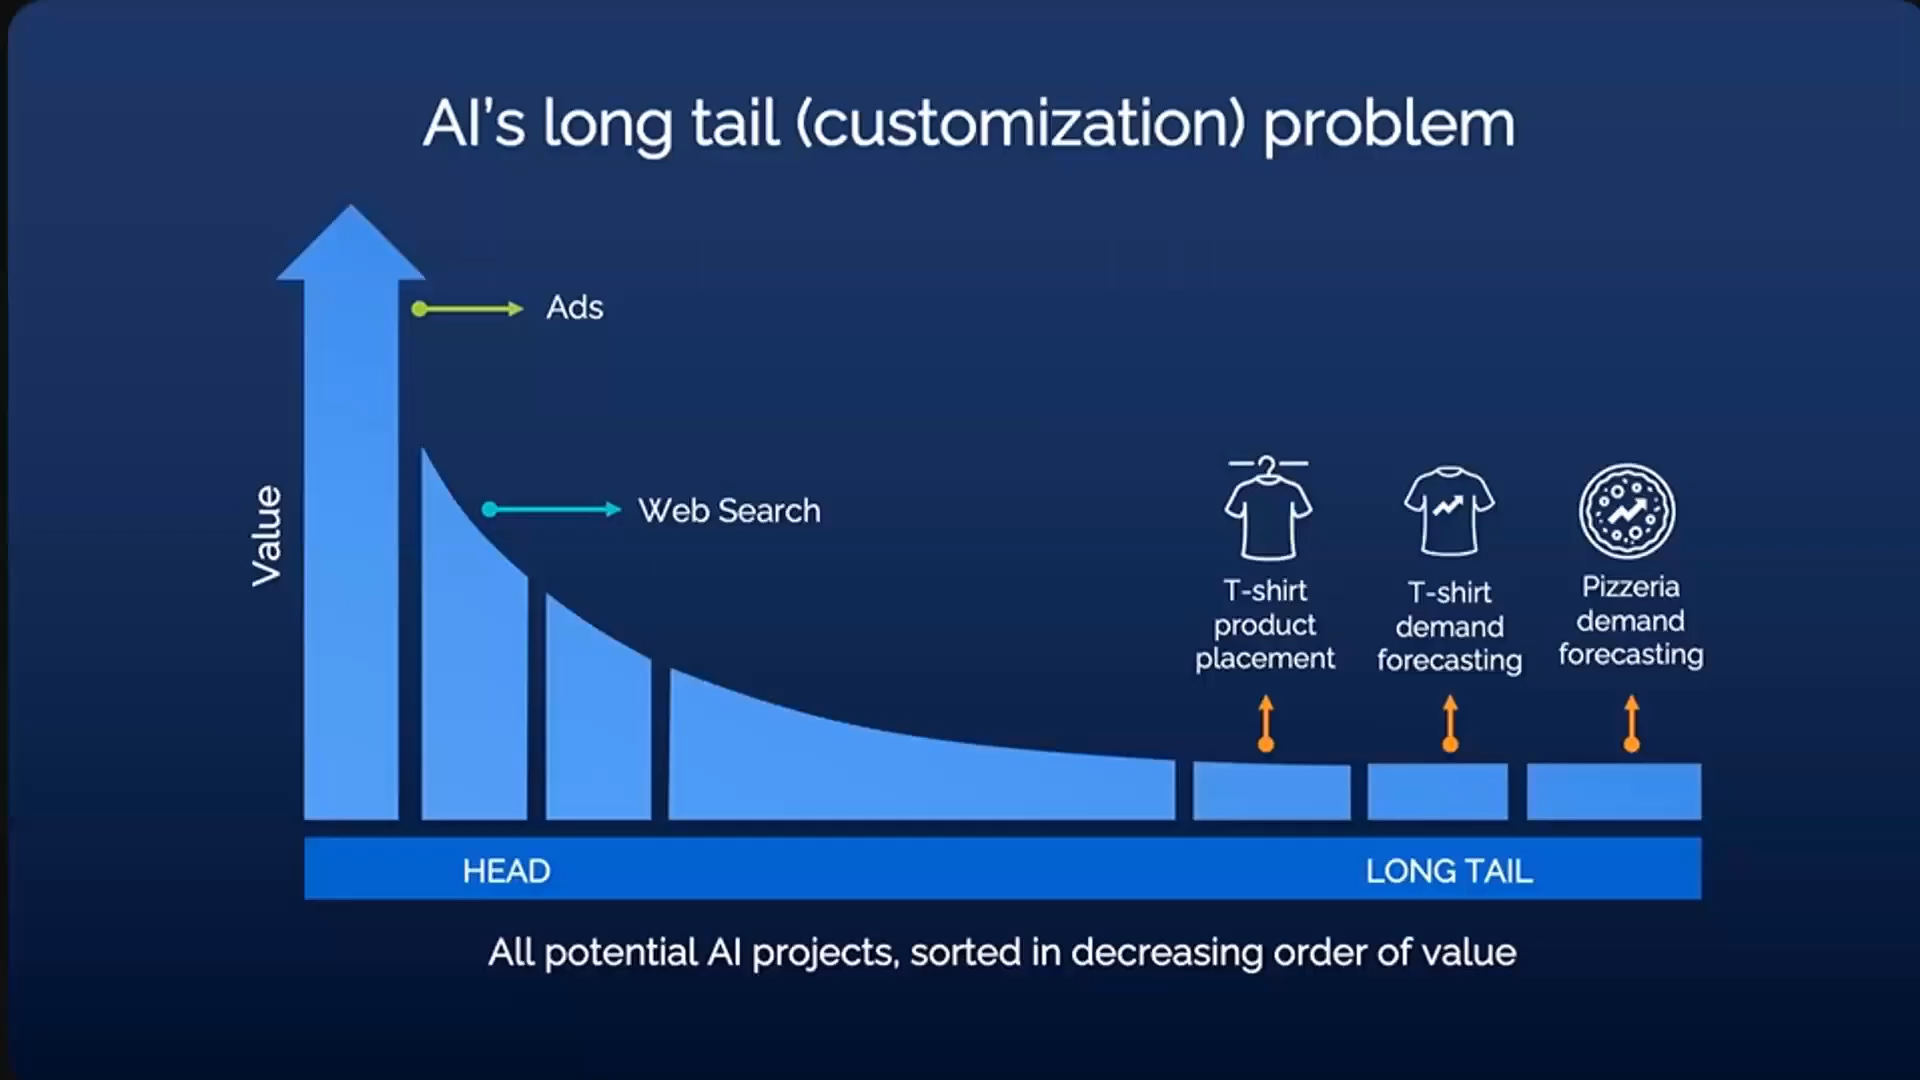 AI's long tail (customization) problem
Ads
Value
Web Search
T-shirt
product
placement
T-shirt
demand
forecasting
Pizzeria
demand
forecasting
HEAD
LONG TAIL
All potential AI projects, sorted in decreasing order of value